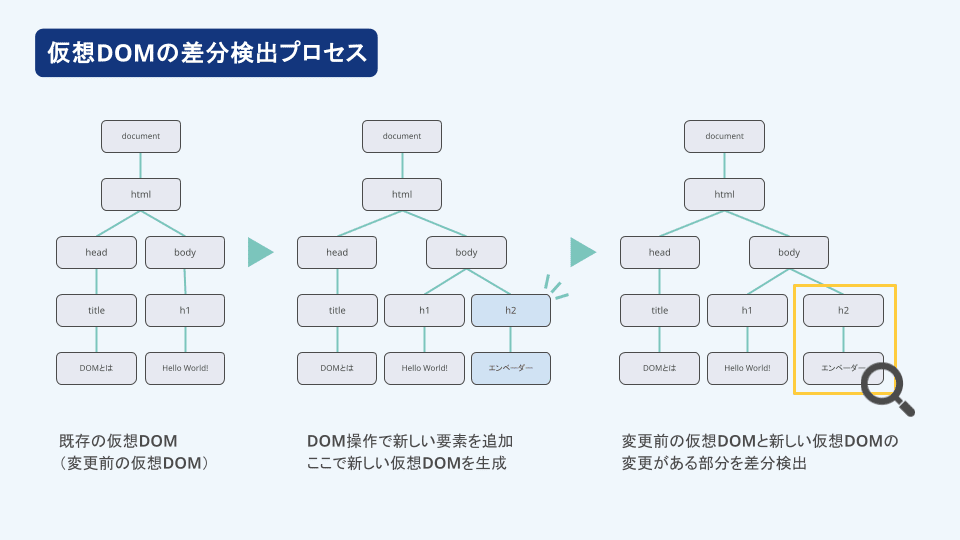 仮想DOMの差分検出プロセス
document
html
head
body
title
h1
DOMとは
Hello World!
既存の仮想DOM
（変更前の仮想DOM）
document
html
head
body
title
h1
h2
DOMとは
Hello World!
エンベーダー
DOM操作で新しい要素を追加
ここで新しい仮想DOMを生成
document
html
head
body
title
h1
h2
DOMとは
Hello World!
エンベーダー
変更前の仮想DOMと新しい仮想DOMの
変更がある部分を差分検出